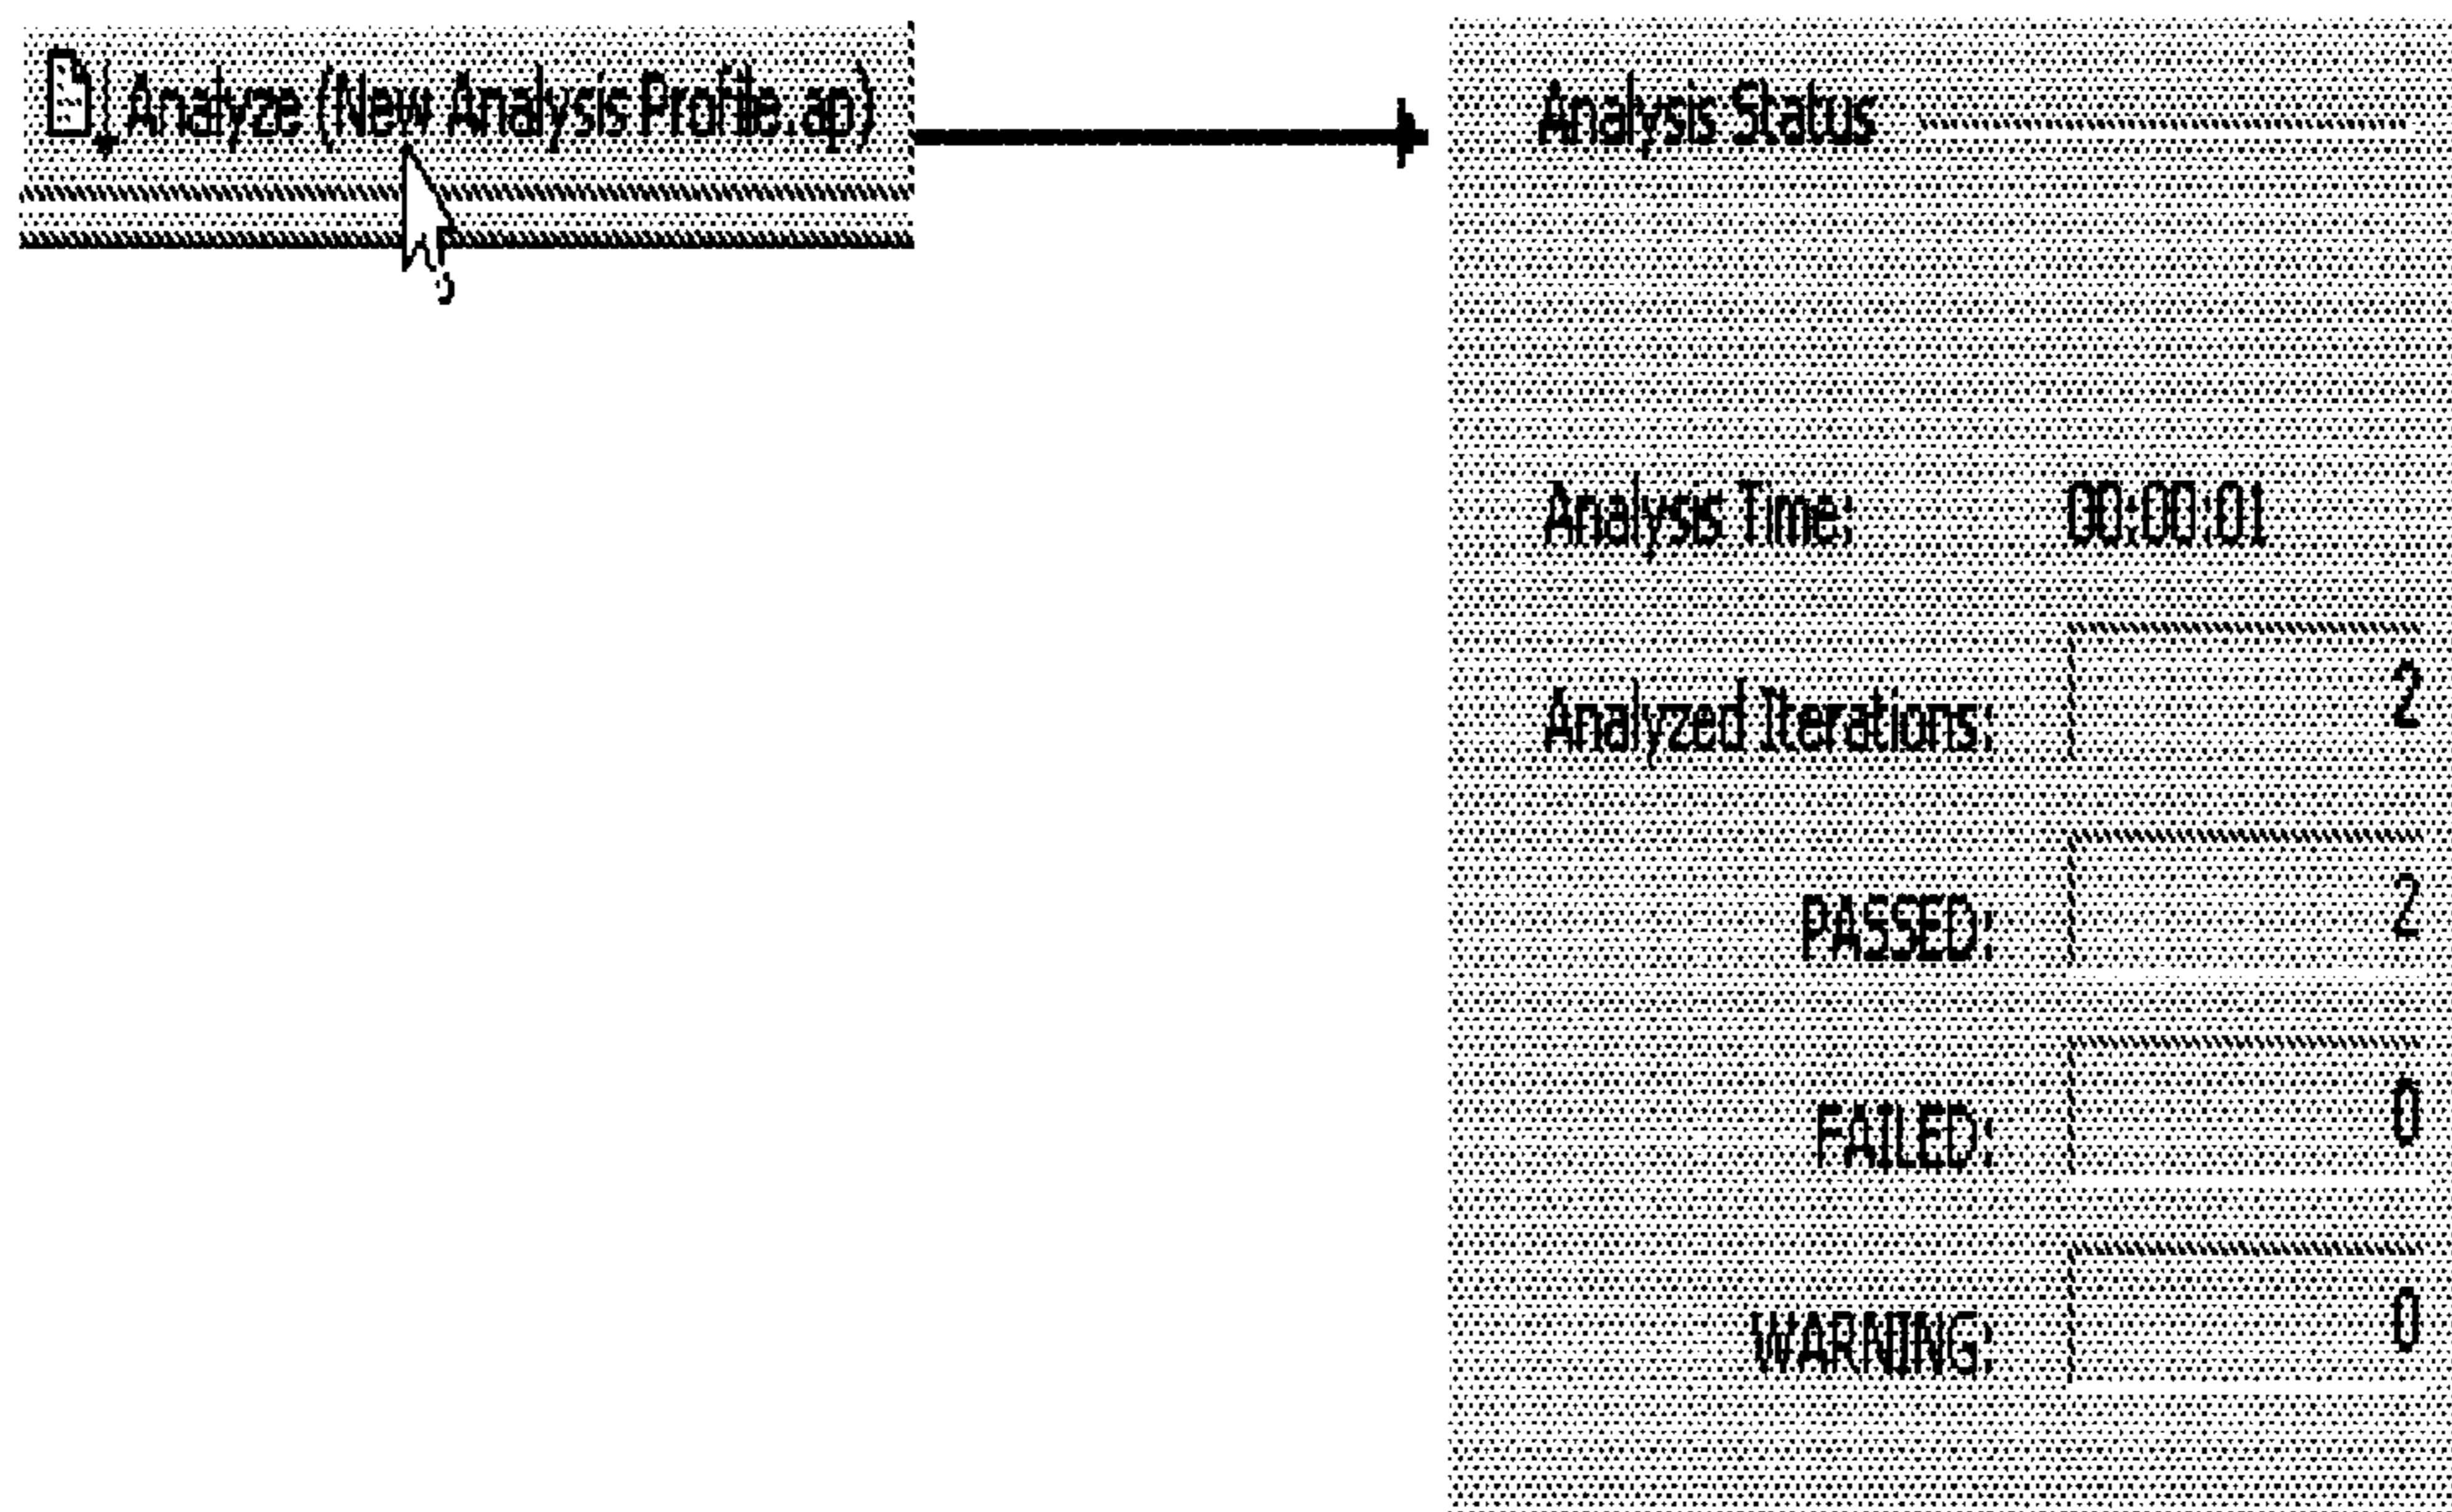 Analyze (New Analysis Profile.ap)
Analysis Status
Analysis Time: 00:00:01
Analyzed Iterations: 2
PASSED: 2
FAILED: 0
WARNING: 0